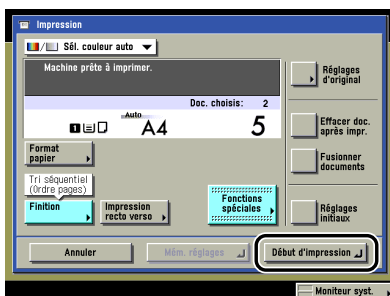 Impression
Sél. couleur auto
Machine prête à imprimer.
Doc. choisis: 2
Auto
1 A4 5
Réglages
d'original
Effacer doc.
après impr.
Format
papier
Fusionner
documents
Tri séquentiel
(Ordre pages)
Finition
Impression
recto verso
Fonctions
spéciales
Réglages
initiaux
Annuler
Mém. réglages
Début d'impression
Moniteur syst.